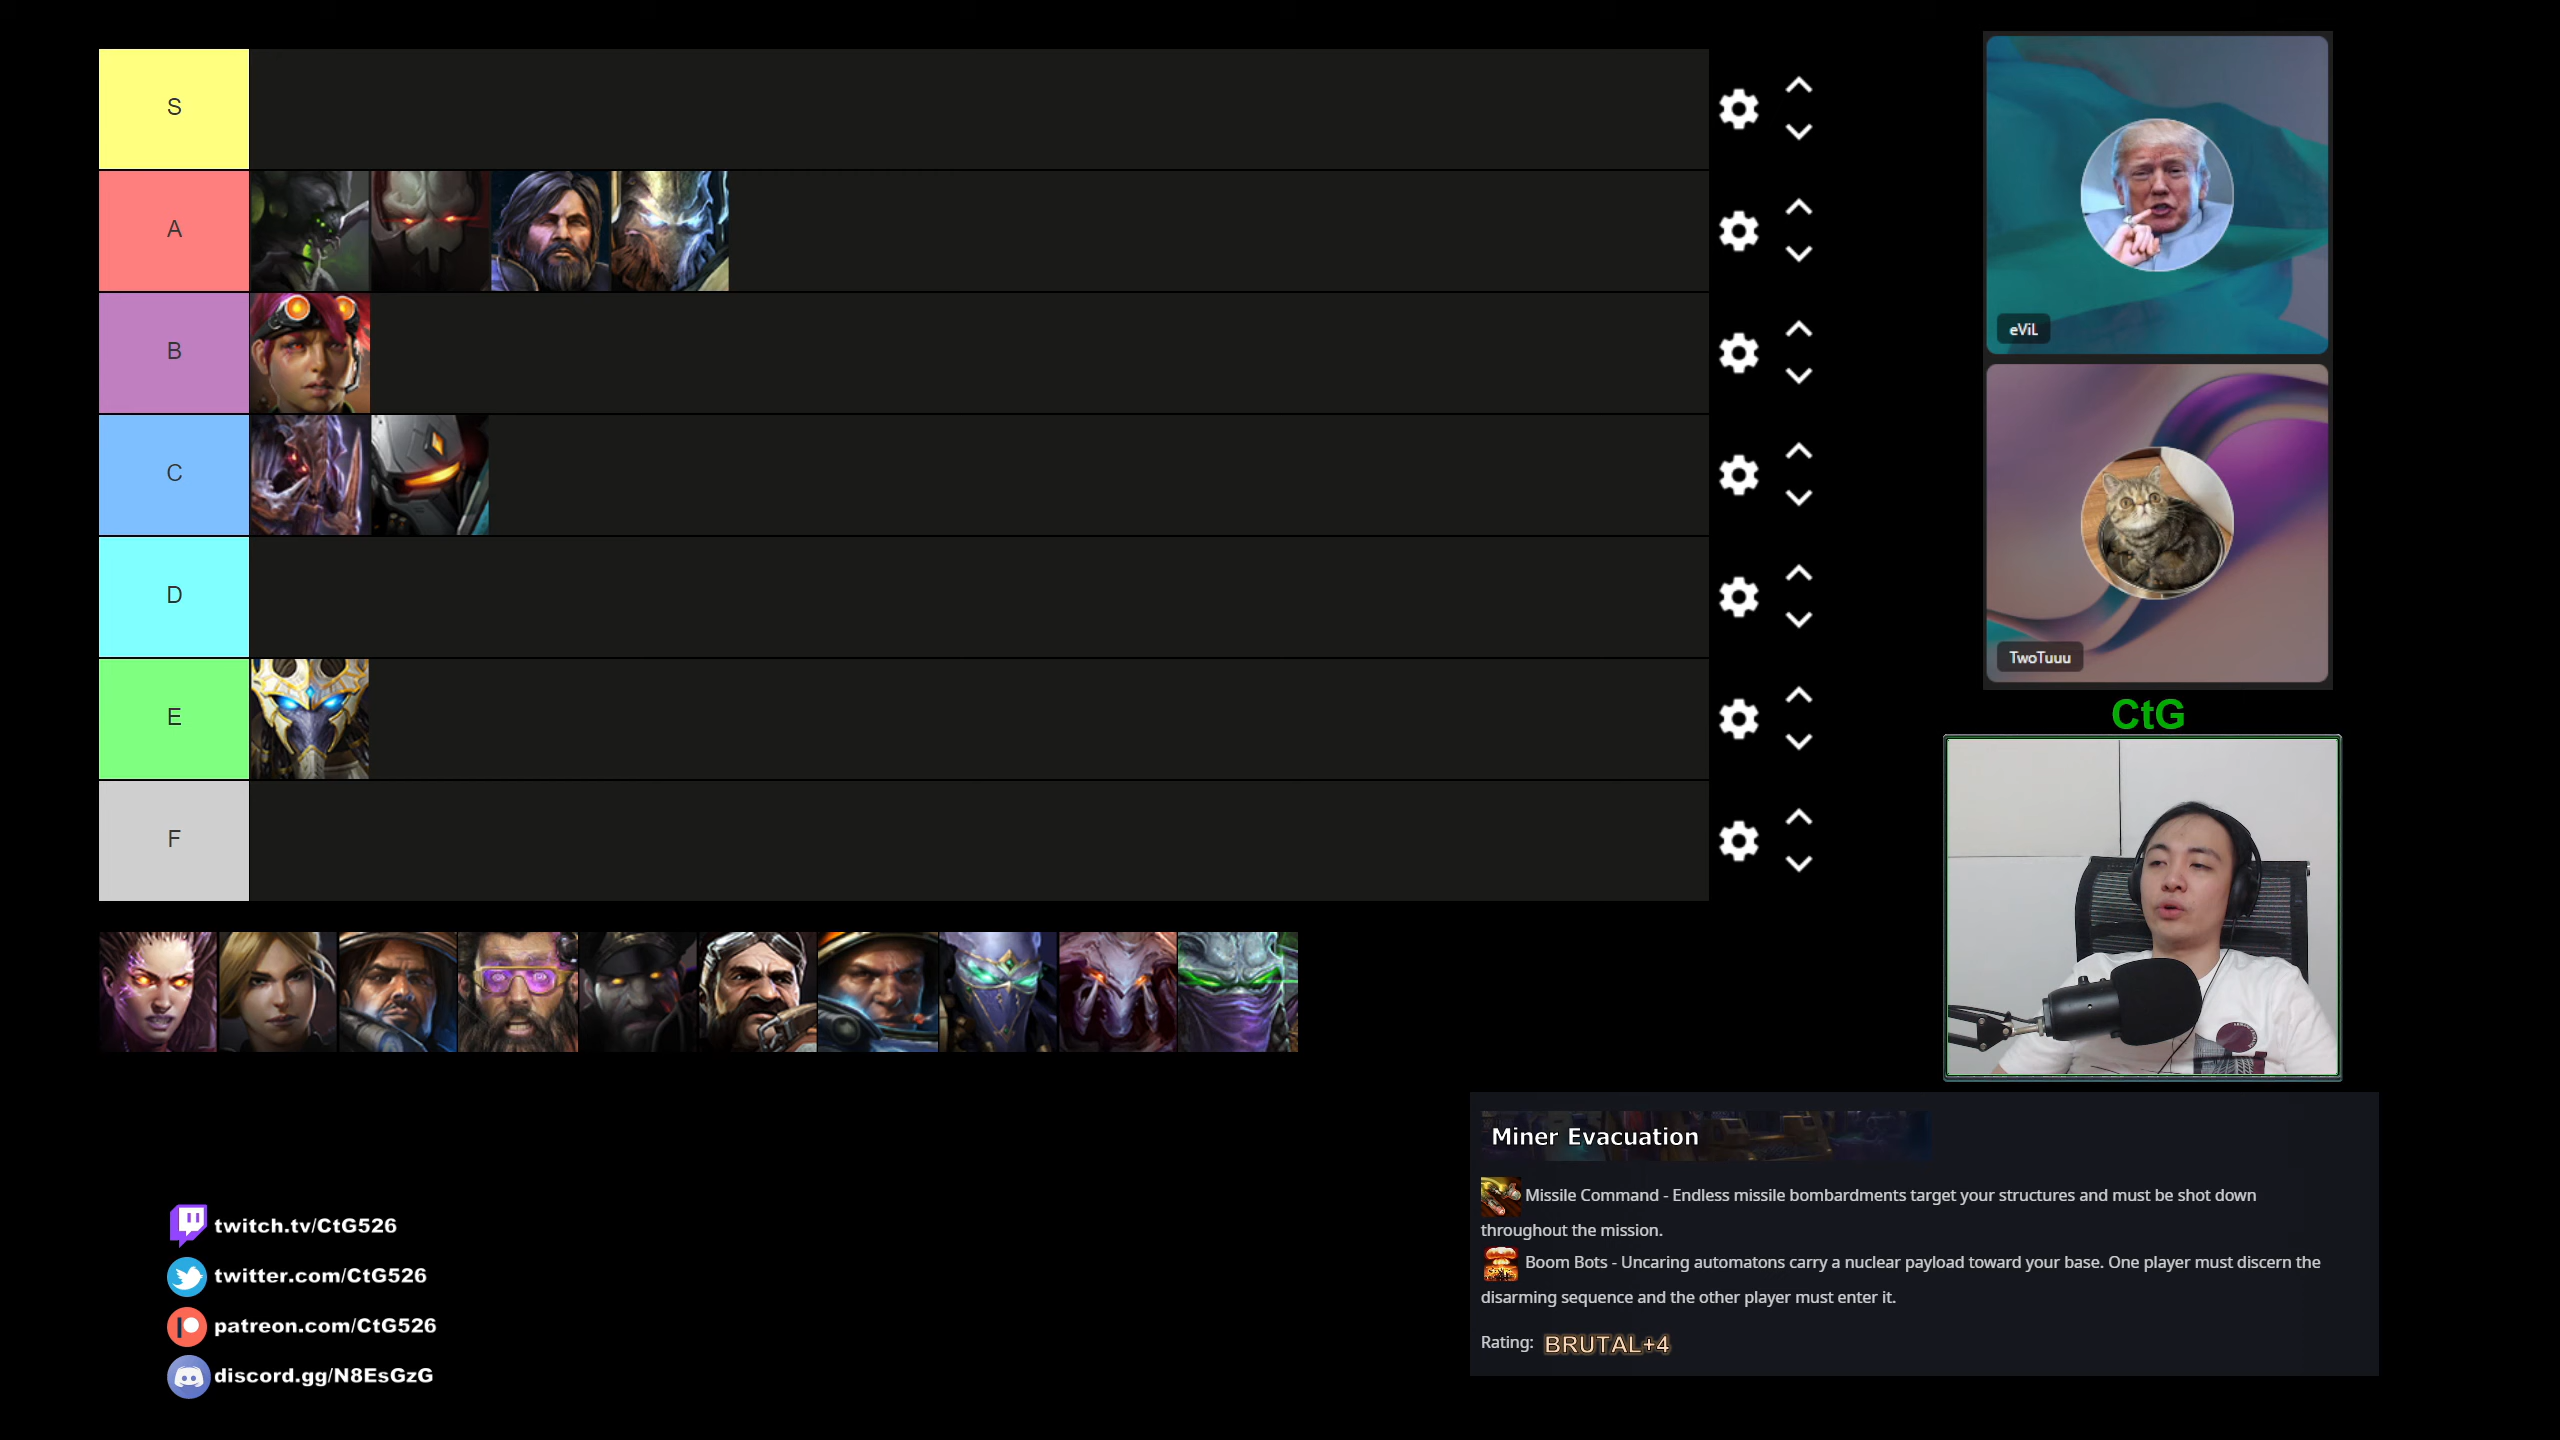 S
A
B
C
D
E
F
eViL
TwoTuuu
CtG
Miner Evacuation
Missile Command - Endless missile bombardments target your structures and must be shot down
throughout the mission.
Boom Bots - Uncaring automatons carry a nuclear payload toward your base. One player must discern the
disarming sequence and the other player must enter it.
Rating: BRUTAL+4
twitch.tv/CtG526
twitter.com/CtG526
patreon.com/CtG526
discord.gg/N8EsGzG